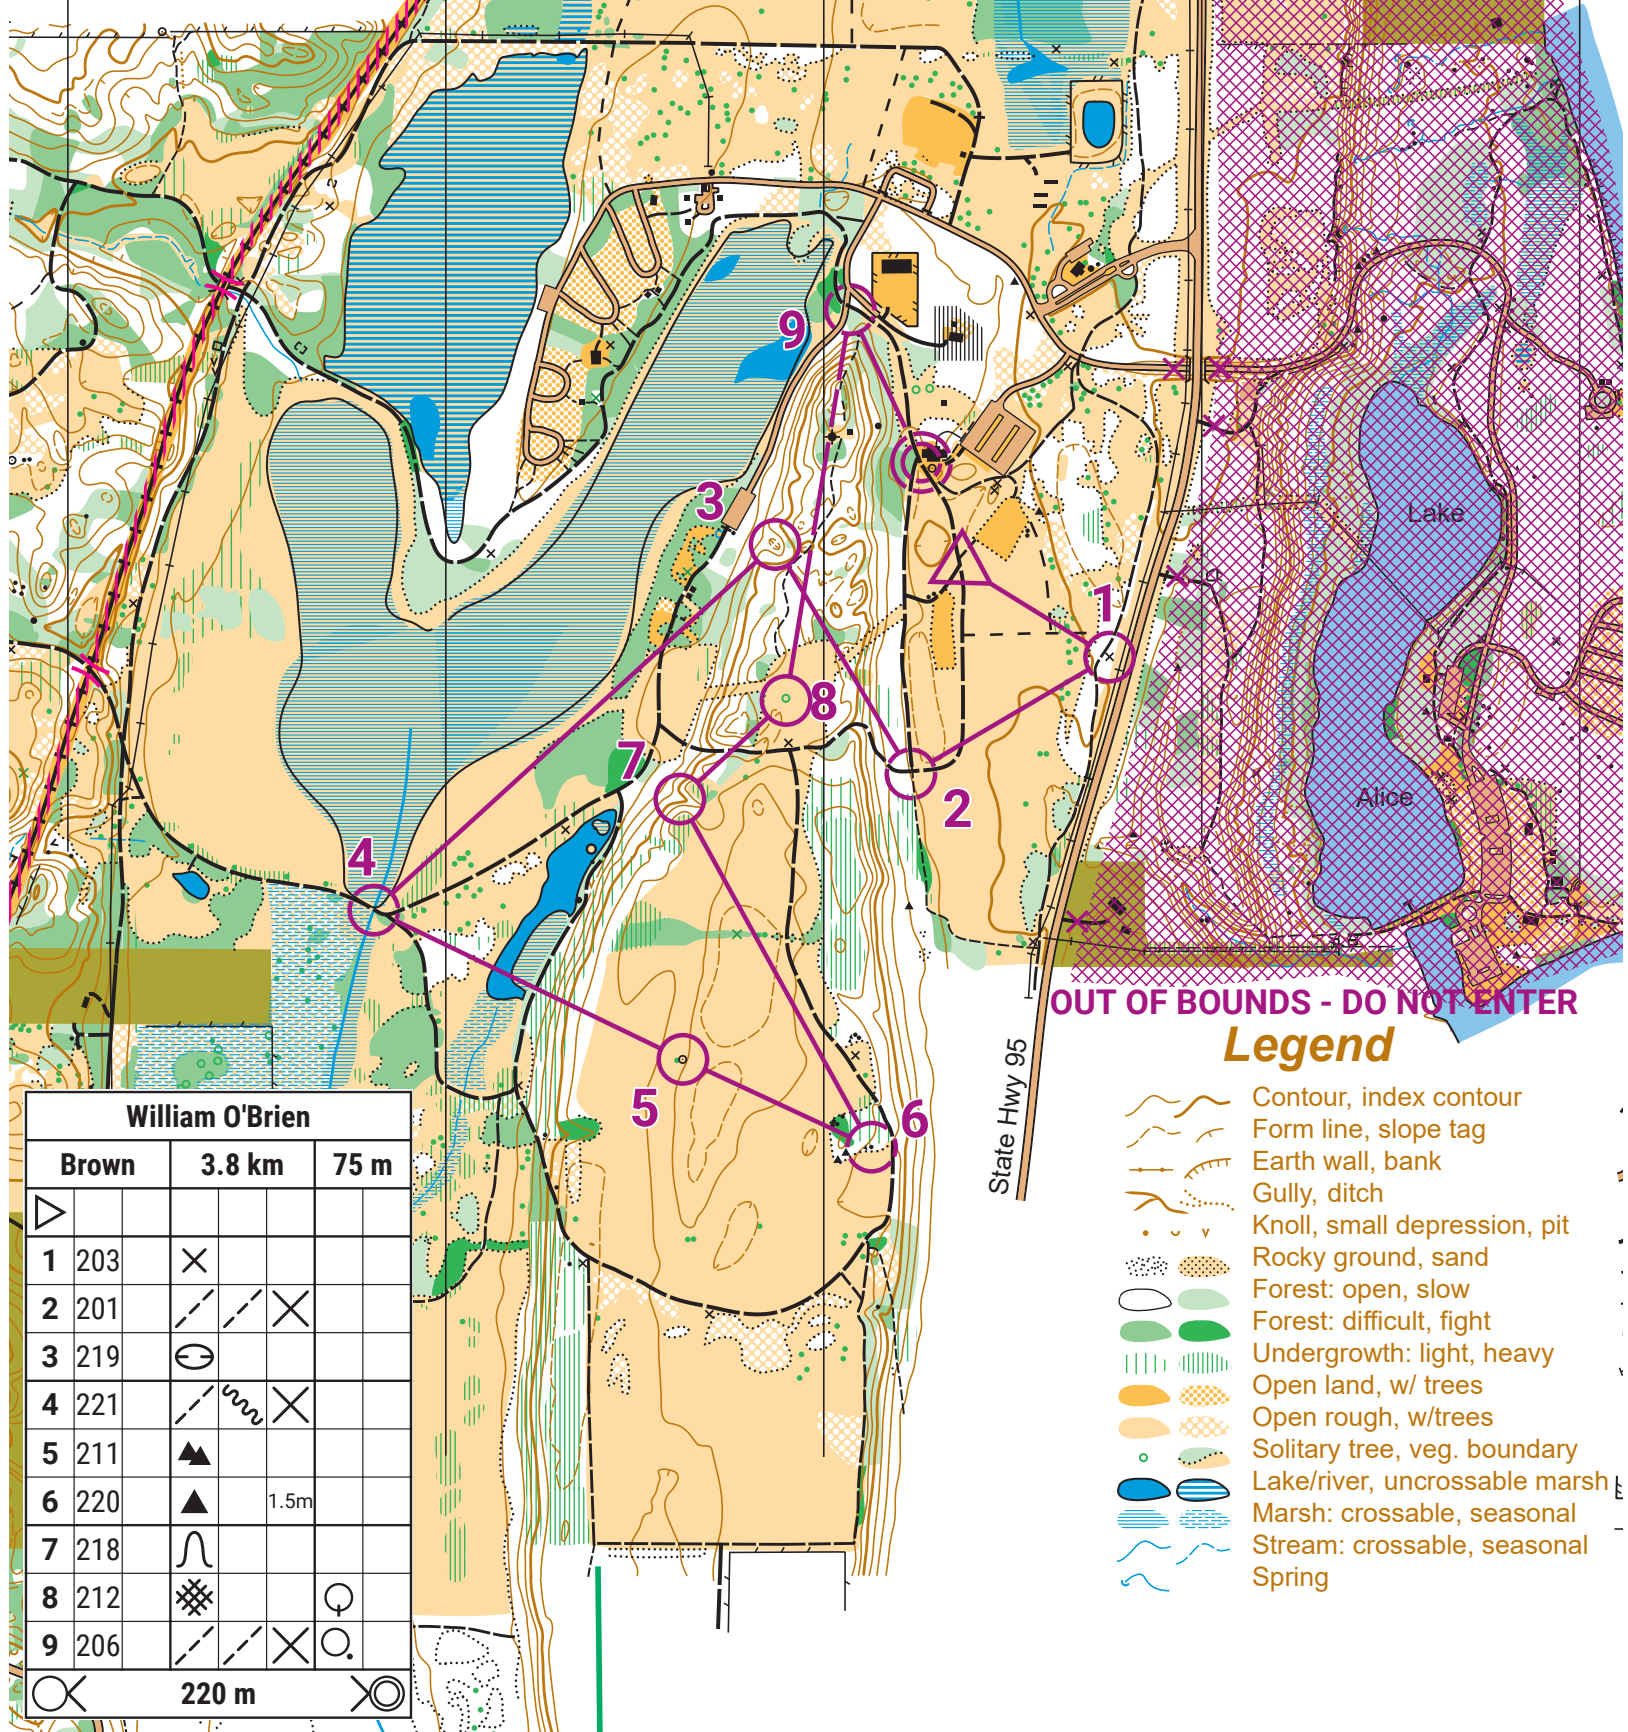 9
3
1
8
7
2
4
5
6
Lake
Alice
OUT OF BOUNDS - DO NOT ENTER
State Hwy 95
Legend
Contour, index contour
Form line, slope tag
Earth wall, bank
Gully, ditch
Knoll, small depression, pit
Rocky ground, sand
Forest: open, slow
Forest: difficult, fight
Undergrowth: light, heavy
Open land, w/ trees
Open rough, w/trees
Solitary tree, veg. boundary
Lake/river, uncrossable marsh
Marsh: crossable, seasonal
Stream: crossable, seasonal
Spring
William O'Brien
Brown 3.8 km 75 m
1 203
2 201
3 219
4 221
5 211
6 220 1.5m
7 218
8 212
9 206
220 m